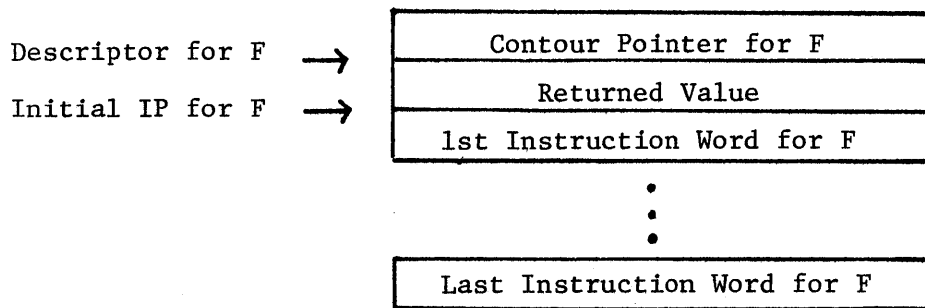 Contour Pointer for F
Descriptor for F
Returned Value
Initial IP for F
1st Instruction Word for F
Last Instruction Word for F